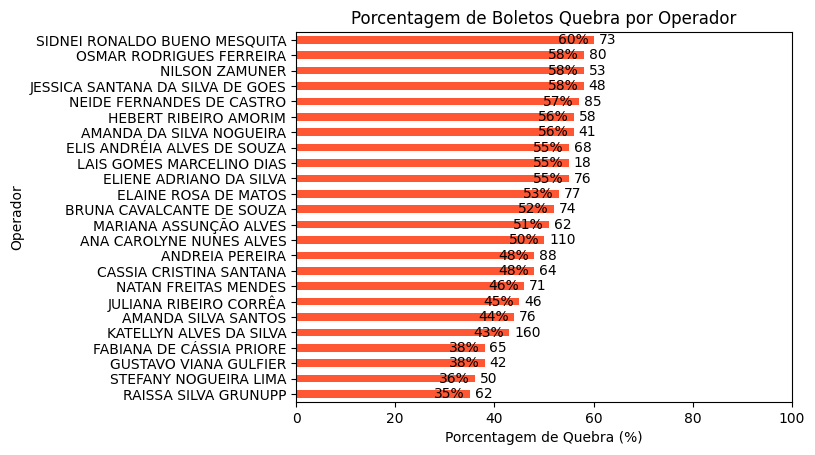 Porcentagem de Boletos Quebra por Operador
SIDNEI RONALDO BUENO MESQUITA 60% 73
OSMAR RODRIGUES FERREIRA 58% 80
NILSON ZAMUNER 58% 53
JESSICA SANTANA DA SILVA DE GOES 58% 48
NEIDE FERNANDES DE CASTRO 57% 85
HEBERT RIBEIRO AMORIM 56% 58
AMANDA DA SILVA NOGUEIRA 56% 41
ELIS ANDRÉIA ALVES DE SOUZA 55% 68
LAIS GOMES MARCELINO DIAS 55% 18
ELIENE ADRIANO DA SILVA 55% 76
ELAINE ROSA DE MATOS 53% 77
BRUNA CAVALCANTE DE SOUZA 52% 74
MARIANA ASSUNÇÃO ALVES 51% 62
ANA CAROLYNE NUNES ALVES 50% 110
ANDREIA PEREIRA 48% 88
CASSIA CRISTINA SANTANA 48% 64
NATAN FREITAS MENDES 46% 71
JULIANA RIBEIRO CORRÊA 45% 46
AMANDA SILVA SANTOS 44% 76
KATELLYN ALVES DA SILVA 43% 160
FABIANA DE CÁSSIA PRIORE 38% 65
GUSTAVO VIANA GULFIER 38% 42
STEFANY NOGUEIRA LIMA 36% 50
RAISSA SILVA GRUNUPP 35% 62
Operador
0 20 40 60 80 100
Porcentagem de Quebra (%)